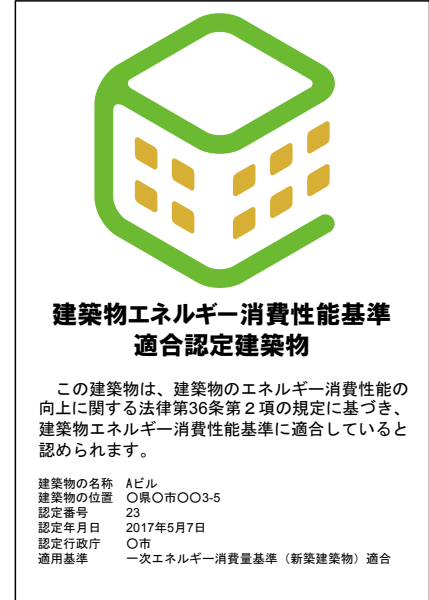 建築物エネルギー消費性能基準
適合認定建築物
この建築物は、建築物のエネルギー消費性能の
向上に関する法律第36条第２項の規定に基づき、
建築物エネルギー消費性能基準に適合していると
認められます。
建築物の名称 Aビル
建築物の位置 〇県〇市〇〇3-5
認定番号 23
認定年月日 2017年5月7日
認定行政庁 〇市
適用基準 一次エネルギー消費量基準（新築建築物）適合